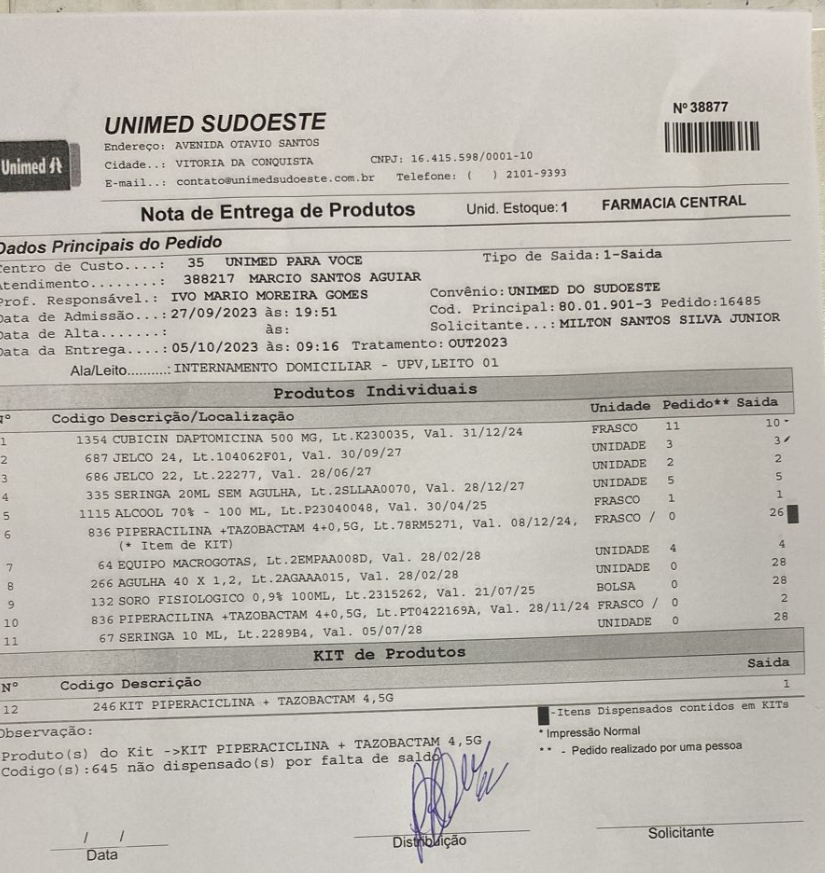 Nº 38877
Unimed
UNIMED SUDOESTE
Endereço: AVENIDA OTAVIO SANTOS
Cidade..: VITORIA DA CONQUISTA CNPJ: 16.415.598/0001-10
E-mail..: contato@unimedsudoeste.com.br Telefone: ( ) 2101-9393
Nota de Entrega de Produtos Unid. Estoque: 1 FARMACIA CENTRAL
Dados Principais do Pedido
Centro de Custo....: 35 UNIMED PARA VOCE Tipo de Saida: 1-Saida
Atendimento........: 388217 MARCIO SANTOS AGUIAR
Prof. Responsável.: IVO MARIO MOREIRA GOMES Convênio: UNIMED DO SUDOESTE
Data de Admissão...: 27/09/2023 às: 19:51 Cod. Principal: 80.01.901-3 Pedido: 16485
Data de Alta.......: às: Solicitante...: MILTON SANTOS SILVA JUNIOR
Data da Entrega....: 05/10/2023 às: 09:16 Tratamento: OUT2023
Ala/Leito.........: INTERNAMENTO DOMICILIAR - UPV, LEITO 01
Produtos Individuais
Nº Codigo Descrição/Localização Unidade Pedido** Saida
1 1354 CUBICIN DAPTOMICINA 500 MG, Lt.K230035, Val. 31/12/24 FRASCO 11 10
2 687 JELCO 24, Lt.104062F01, Val. 30/09/27 UNIDADE 3 3
3 686 JELCO 22, Lt.22277, Val. 28/06/27 UNIDADE 2 2
4 335 SERINGA 20ML SEM AGULHA, Lt.2SLLAA0070, Val. 28/12/27 UNIDADE 5 5
5 1115 ALCOOL 70% - 100 ML, Lt.P23040048, Val. 30/04/25 FRASCO 1 1
6 836 PIPERACILINA +TAZOBACTAM 4+0,5G, Lt.78RM5271, Val. 08/12/24, FRASCO / 0 26
(* Item de KIT)
7 64 EQUIPO MACROGOTAS, Lt.2EMPAA008D, Val. 28/02/28 UNIDADE 4 4
8 266 AGULHA 40 X 1,2, Lt.2AGAAA015, Val. 28/02/28 UNIDADE 0 28
9 132 SORO FISIOLOGICO 0,9% 100ML, Lt.2315262, Val. 21/07/25 BOLSA 0 28
10 836 PIPERACILINA +TAZOBACTAM 4+0,5G, Lt.PT0422169A, Val. 28/11/24 FRASCO / 0 2
11 67 SERINGA 10 ML, Lt.2289B4, Val. 05/07/28 UNIDADE 0 28
KIT de Produtos
Nº Codigo Descrição Saida
12 246 KIT PIPERACICLINA + TAZOBACTAM 4,5G 1
Observação:
-Itens Dispensados contidos em KITs
* Impressão Normal
** - Pedido realizado por uma pessoa
Produto(s) do Kit ->KIT PIPERACICLINA + TAZOBACTAM 4,5G
Codigo(s):645 não dispensado(s) por falta de saldo
/ /
Data Distribuição Solicitante